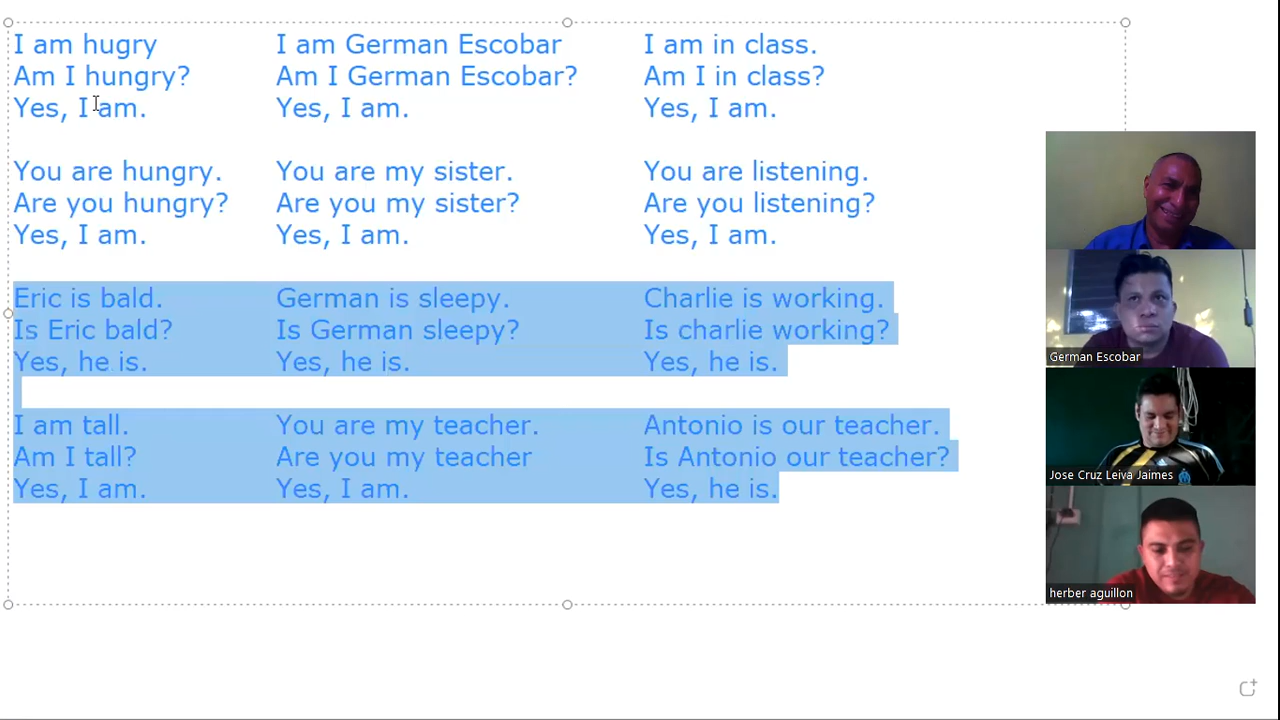 I am hugry I am German Escobar I am in class.
Am I hungry? Am I German Escobar? Am I in class?
Yes, I am. Yes, I am. Yes, I am.
You are hungry. You are my sister. You are listening.
Are you hungry? Are you my sister? Are you listening?
Yes, I am. Yes, I am. Yes, I am.
Eric is bald. German is sleepy. Charlie is working.
Is Eric bald? Is German sleepy? Is charlie working?
Yes, he is. Yes, he is. Yes, he is.
I am tall. You are my teacher. Antonio is our teacher.
Am I tall? Are you my teacher Is Antonio our teacher?
Yes, I am. Yes, I am. Yes, he is.
German Escobar
Jose Cruz Leiva Jaimes
herber aguillon